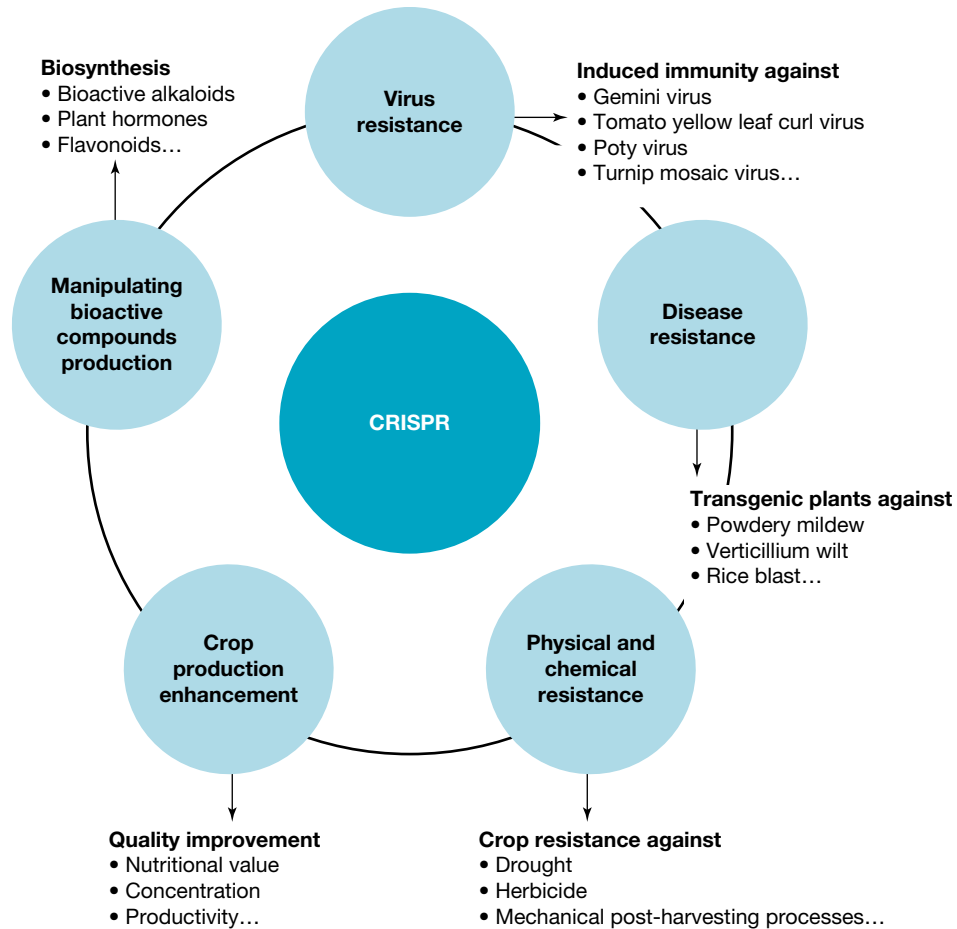 Biosynthesis
• Bioactive alkaloids
• Plant hormones
• Flavonoids…
Virus
resistance
Induced immunity against
• Gemini virus
• Tomato yellow leaf curl virus
• Poty virus
• Turnip mosaic virus…
Manipulating
bioactive
compounds
production
Disease
resistance
CRISPR
Transgenic plants against
• Powdery mildew
• Verticillium wilt
• Rice blast…
Crop
production
enhancement
Physical and
chemical
resistance
Quality improvement
• Nutritional value
• Concentration
• Productivity…
Crop resistance against
• Drought
• Herbicide
• Mechanical post-harvesting processes…